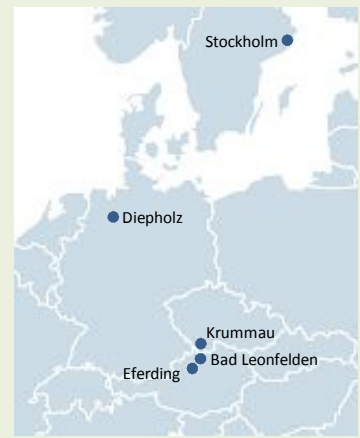 Stockholm
Diepholz
Krummau
Bad Leonfelden
Eferding